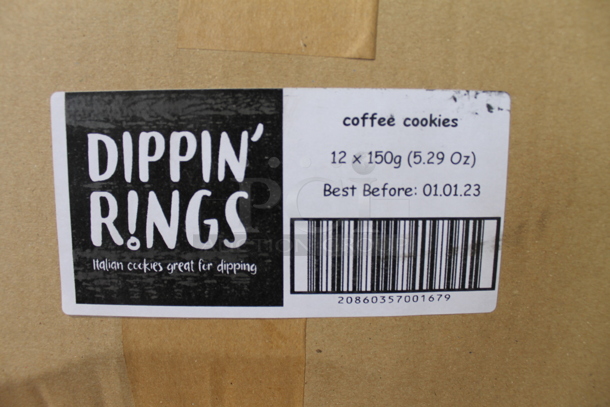 DIPPIN'
R!NGS
Italian cookies great for dipping
coffee cookies
12 x 150g (5.29 Oz)
Best Before: 01.01.23
20860357001679